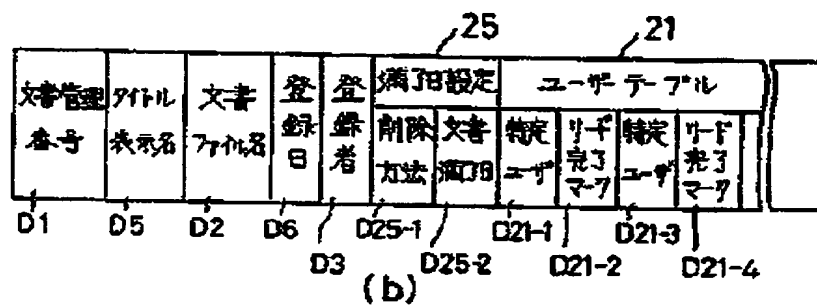 25 21
文書管理番号 タイトル表示名 文書ファイル名 登録日 登録者 満了日設定 ユーザーテーブル
削除方法 文書満了日 特定ユーザ リード完了マーク 特定ユーザ リード完了マーク
D1 D5 D2 D6 D25-1 D21-1 D21-3
D3 D25-2 D21-2 D21-4
(b)